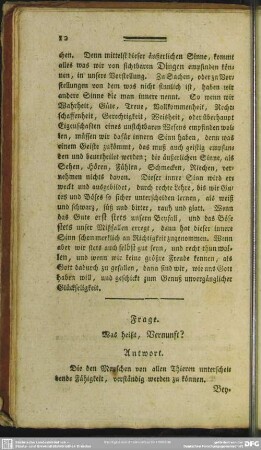 12
chen. Denn mittelst dieser äußerlichen Sinne, kommt
alles was wir von sichtbaren Dingen empfinden kön-
nen, in unsere Vorstellung. Zu Sachen, oder zu Vor-
stellungen von dem was nicht sinnlich ist, haben wir
andere Sinne die man innere nennt. So wenn wir
Wahrheit, Güte, Treue, Vollkommenheit, Recht-
schaffenheit, Gerechtigkeit, Weisheit, oder überhaupt
Eigenschaften eines unsichtbaren Wesens empfinden wol-
len, müssen wir dafür innern Sinn haben, denn was
einem Geiste zukömmt, das muß auch geistig empfun-
den und beurtheilet werden; die äußerlichen Sinne, als
Sehen, Hören, Fühlen, Schmecken, Riechen, ver-
nehmen nichts davon. Dieser innre Sinn wird er-
weckt und ausgebildet, durch rechte Lehre, bis wir Gu-
tes und Böses so sicher unterscheiden lernen, als weiß
und schwarz, süß und bitter, rauh und glatt. Wenn
das Gute erst stets unsern Beyfall, und das Böse
stets unser Mißfallen erregt, dann hat dieser innere
Sinn schon merklich an Richtigkeit zugenommen. Wenn
aber wir stets auch selbst gut seyn, und recht thun wol-
len, und wenn wir keine größre Freude kennen, als
Gott dadurch zu gefallen, dann sind wir, wie uns Gott
haben will, und geschickt zum Genuß unvergänglicher
Glückseligkeit.
Frage.
Was heißt, Vernunft?
Antwort.
Die den Menschen von allen Thieren unterschei-
dende Fähigkeit, verständig werden zu können.
Bey-